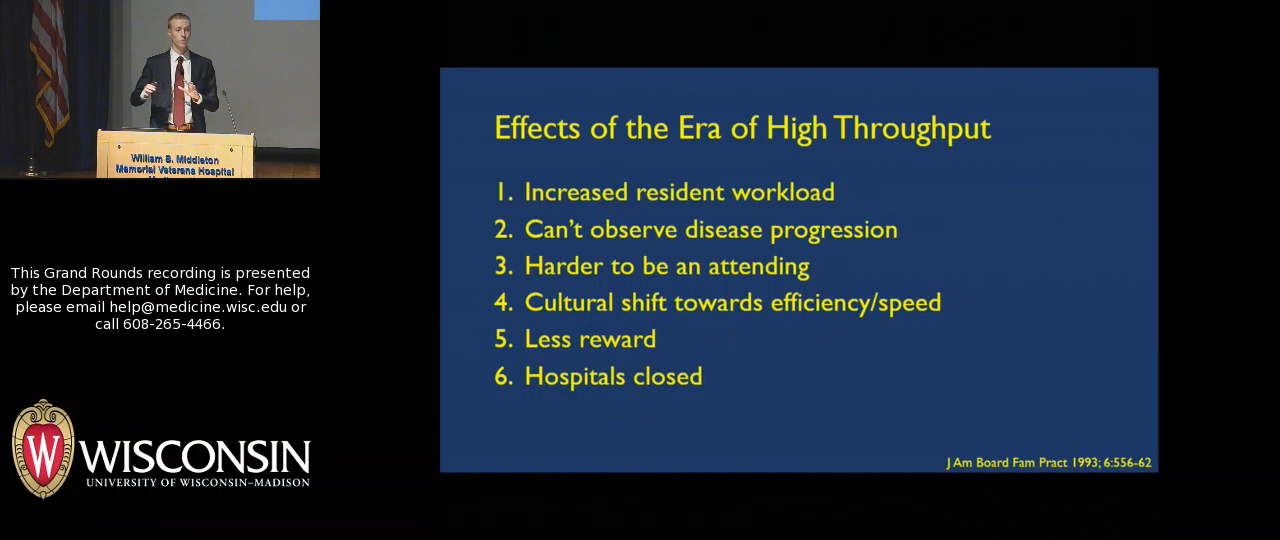 William S. Middleton
Memorial Veterans Hospital
This Grand Rounds recording is presented
by the Department of Medicine. For help,
please email help@medicine.wisc.edu or
call 608-265-4466.
W
WISCONSIN
UNIVERSITY OF WISCONSIN–MADISON
Effects of the Era of High Throughput
1. Increased resident workload
2. Can't observe disease progression
3. Harder to be an attending
4. Cultural shift towards efficiency/speed
5. Less reward
6. Hospitals closed
J Am Board Fam Pract 1993; 6:556-62